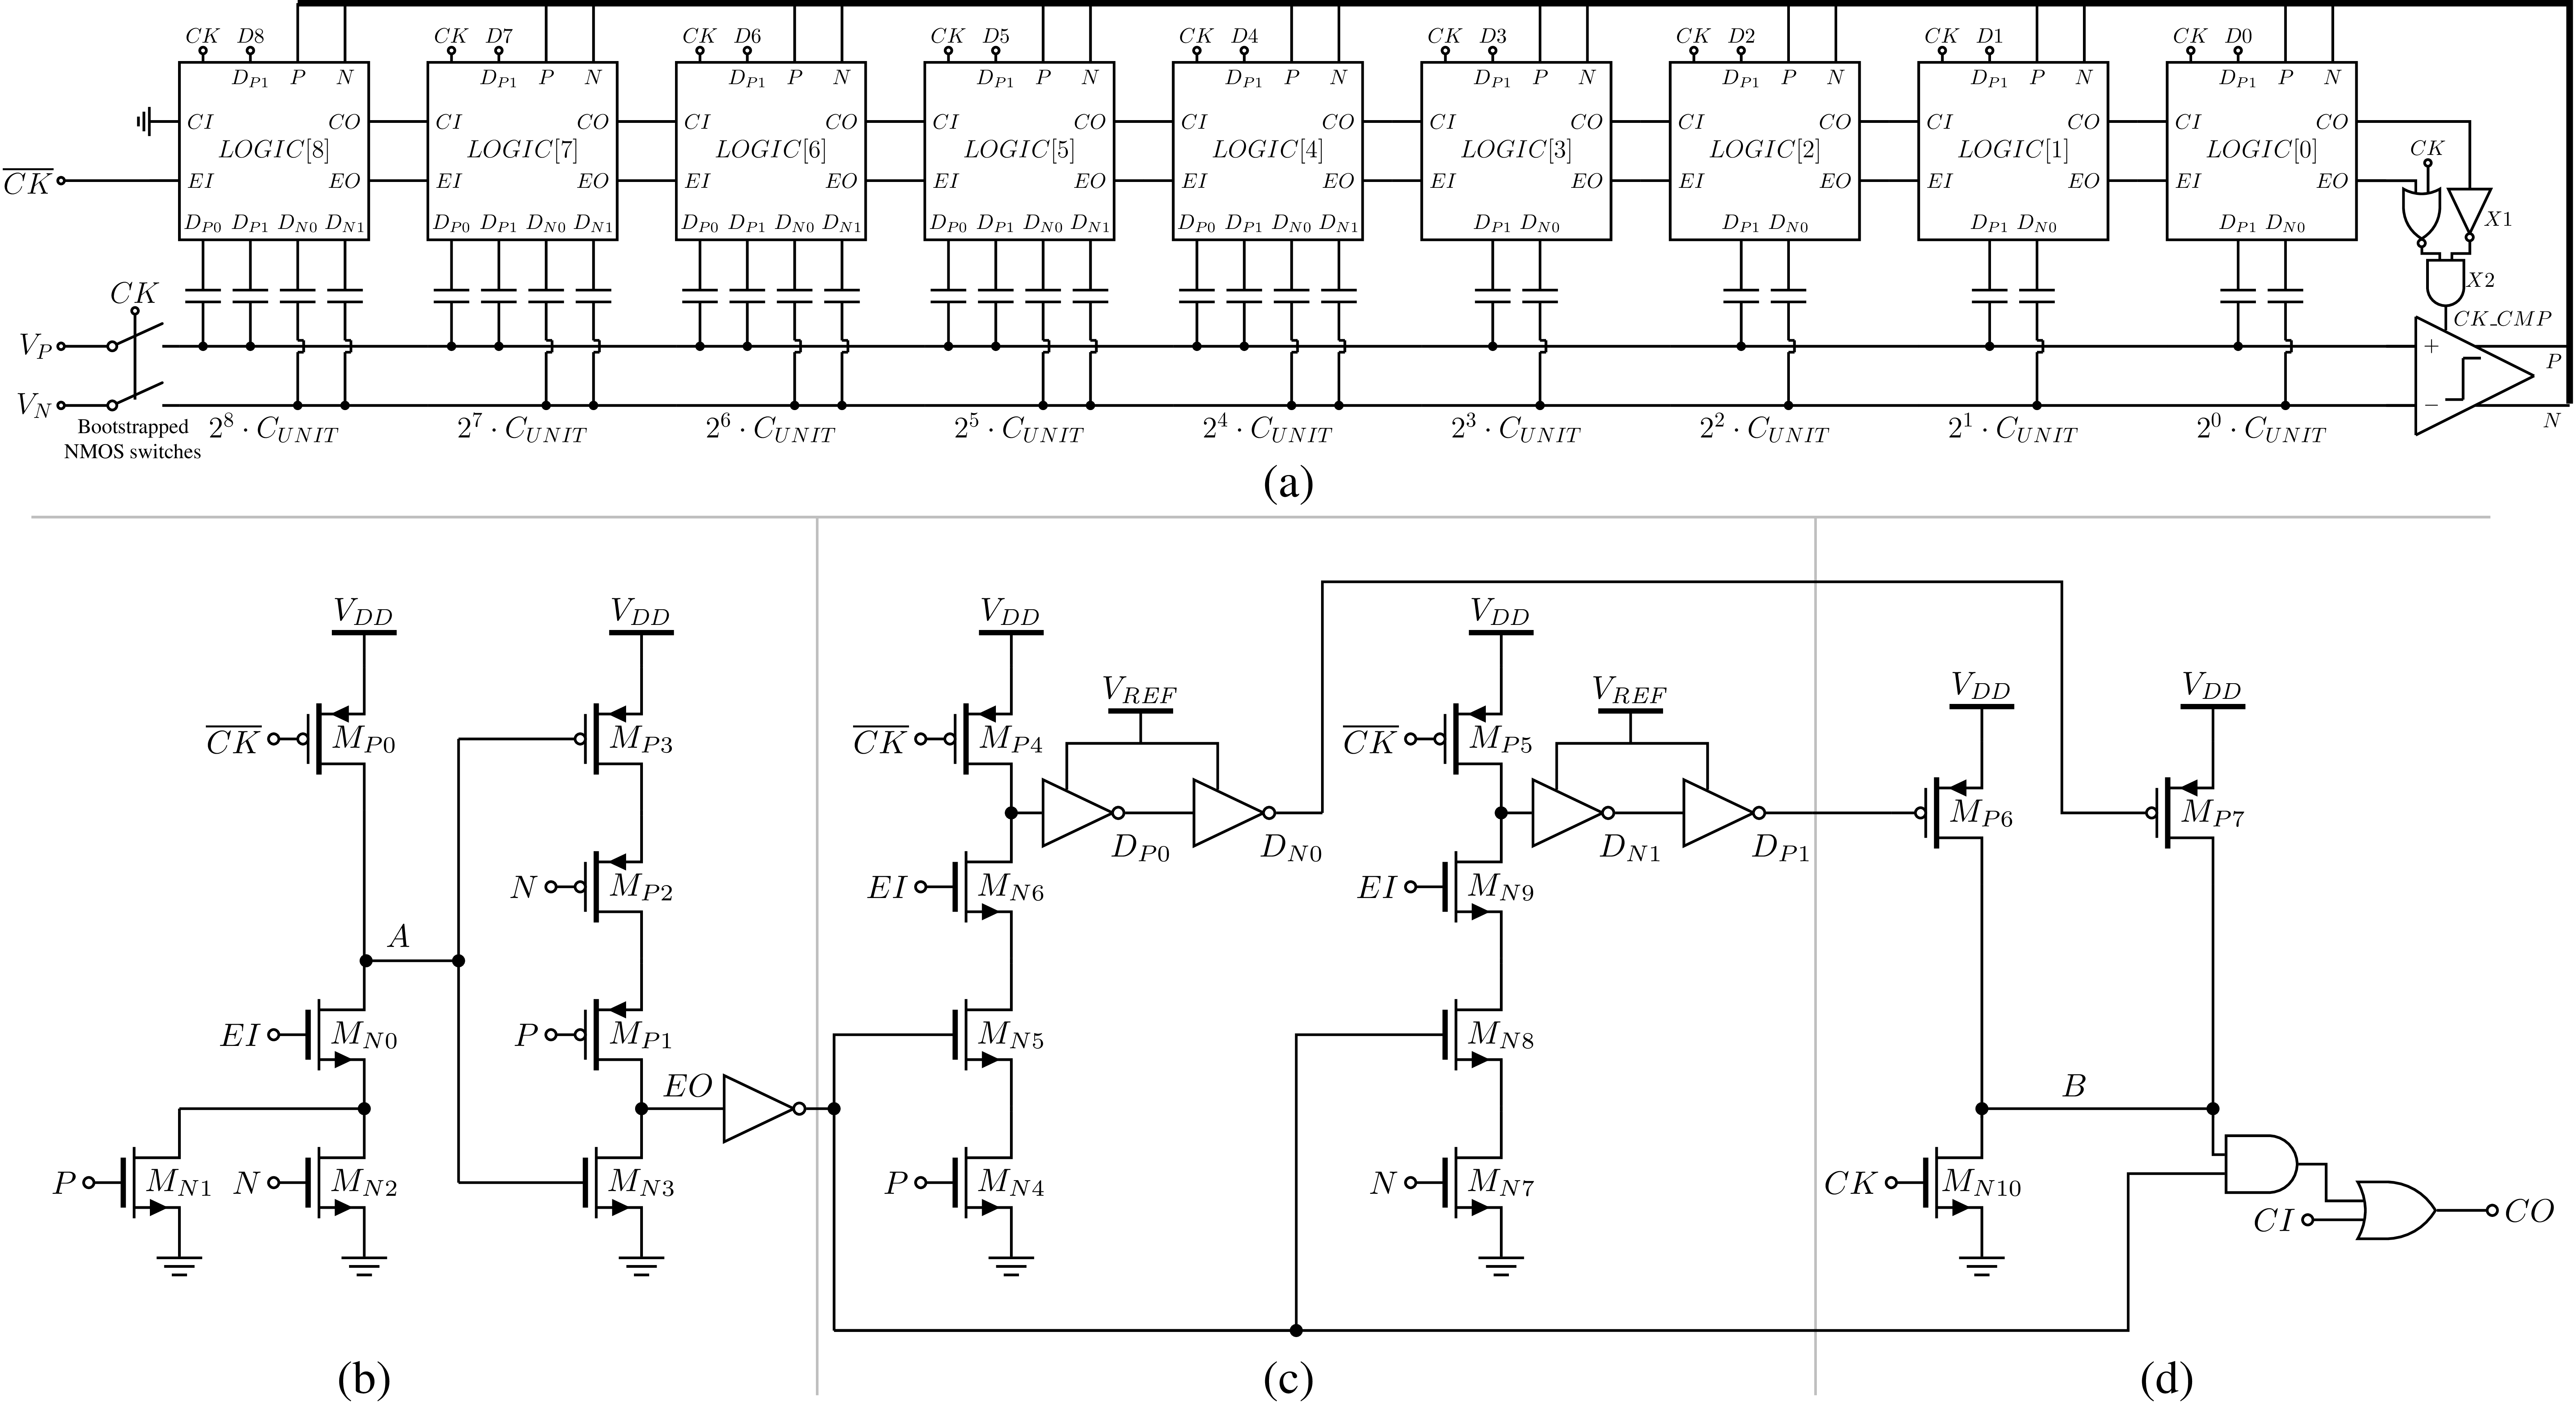 CK D8 CK D7 CK D6 CK D5 CK D4 CK D3 CK D2 CK D1 CK D0
D_{P1} P N D_{P1} P N D_{P1} P N D_{P1} P N D_{P1} P N D_{P1} P N D_{P1} P N D_{P1} P N D_{P1} P N
CI CO CI CO CI CO CI CO CI CO CI CO CI CO CI CO CI CO
LOGIC[8] LOGIC[7] LOGIC[6] LOGIC[5] LOGIC[4] LOGIC[3] LOGIC[2] LOGIC[1] LOGIC[0] CK
\overline{CK} EI EO EI EO EI EO EI EO EI EO EI EO EI EO EI EO EI EO
D_{P0} D_{P1} D_{N0} D_{N1} D_{P0} D_{P1} D_{N0} D_{N1} D_{P0} D_{P1} D_{N0} D_{N1} D_{P0} D_{P1} D_{N0} D_{N1} D_{P0} D_{P1} D_{N0} D_{N1} D_{P1} D_{N0} D_{P1} D_{N0} D_{P1} D_{N0} D_{P1} D_{N0} X1
X2
CK
CK_CMP
V_P + P
V_N − N
Bootstrapped
NMOS switches
2^8 · C_{UNIT} 2^7 · C_{UNIT} 2^6 · C_{UNIT} 2^5 · C_{UNIT} 2^4 · C_{UNIT} 2^3 · C_{UNIT} 2^2 · C_{UNIT} 2^1 · C_{UNIT} 2^0 · C_{UNIT}
(a)
V_{DD} V_{DD}
\overline{CK} M_{P0} M_{P3}
N M_{P2}
A
EI M_{N0} P M_{P1}
EO
P M_{N1} N M_{N2} M_{N3}
(b)
V_{DD} V_{DD}
V_{REF} V_{REF}
\overline{CK} M_{P4} \overline{CK} M_{P5}
D_{P0} D_{N0} D_{N1} D_{P1}
EI M_{N6} EI M_{N9}
M_{N5} M_{N8}
P M_{N4} N M_{N7}
(c)
V_{DD} V_{DD}
M_{P6} M_{P7}
B
CK M_{N10}
CI CO
(d)